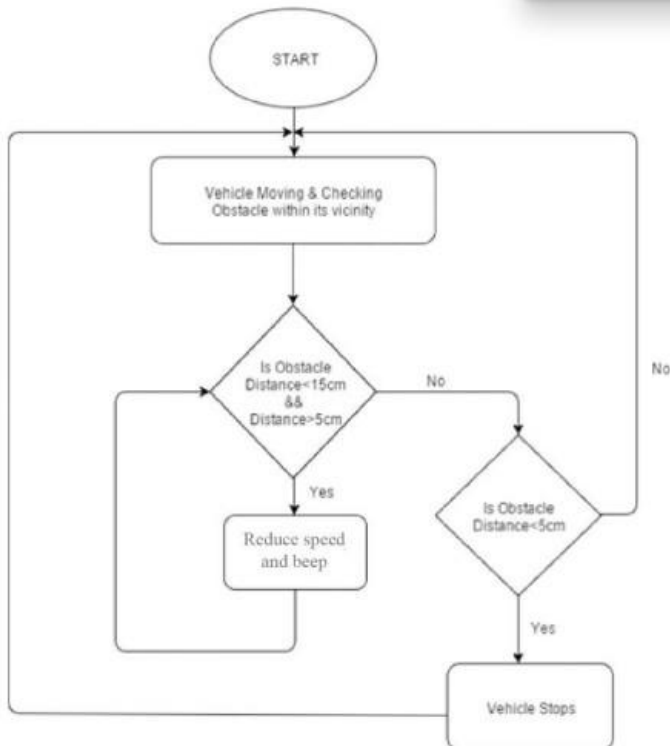 START
Vehicle Moving & Checking
Obstacle within its vicinity
Is Obstacle
Distance<15cm
&&
Distance>5cm
No
No
Yes
Reduce speed
and beep
Is Obstacle
Distance<5cm
Yes
Vehicle Stops